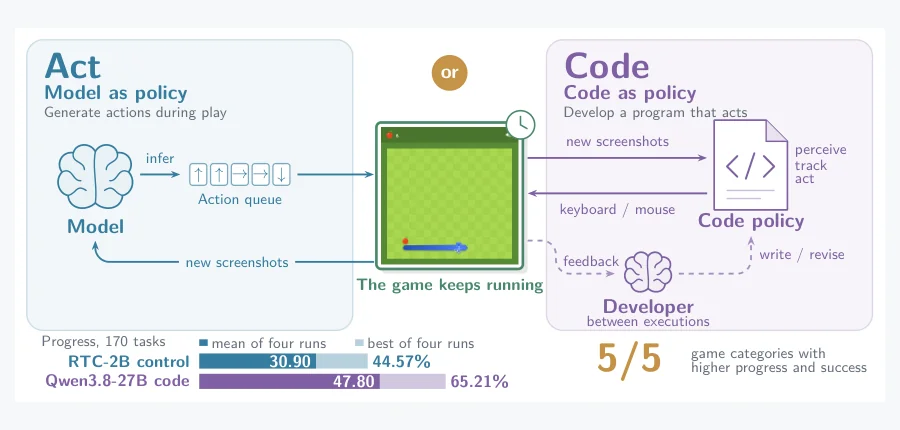 Act
Model as policy
Generate actions during play
infer
↑ ↑ → → ↓
Action queue
Model
new screenshots
or
The game keeps running
Code
Code as policy
Develop a program that acts
new screenshots
</>
perceive
track
act
keyboard / mouse
Code policy
feedback
write / revise
Developer
between executions
Progress, 170 tasks
mean of four runs
best of four runs
RTC-2B control
30.90
44.57%
Qwen3.8-27B code
47.80
65.21%
5/5
game categories with
higher progress and success